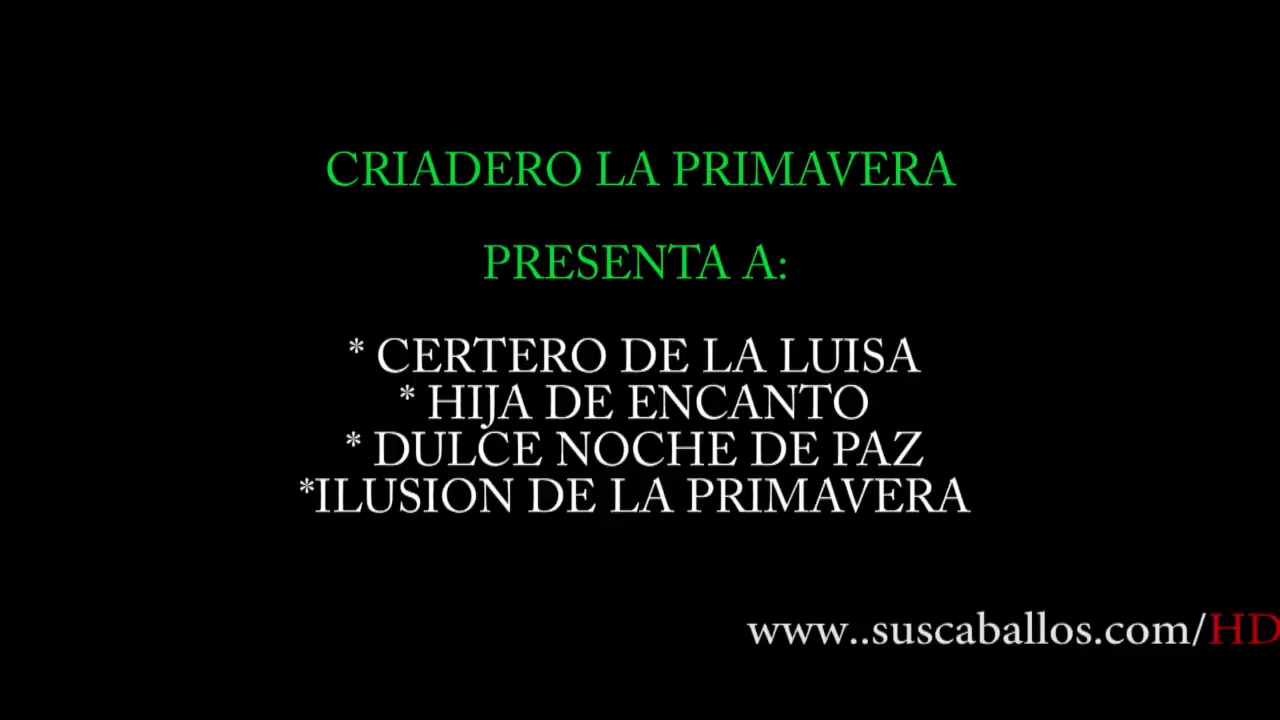 CRIADERO LA PRIMAVERA
PRESENTA A:
* CERTERO DE LA LUISA
* HIJA DE ENCANTO
* DULCE NOCHE DE PAZ
*ILUSION DE LA PRIMAVERA
www..suscaballos.com/HD